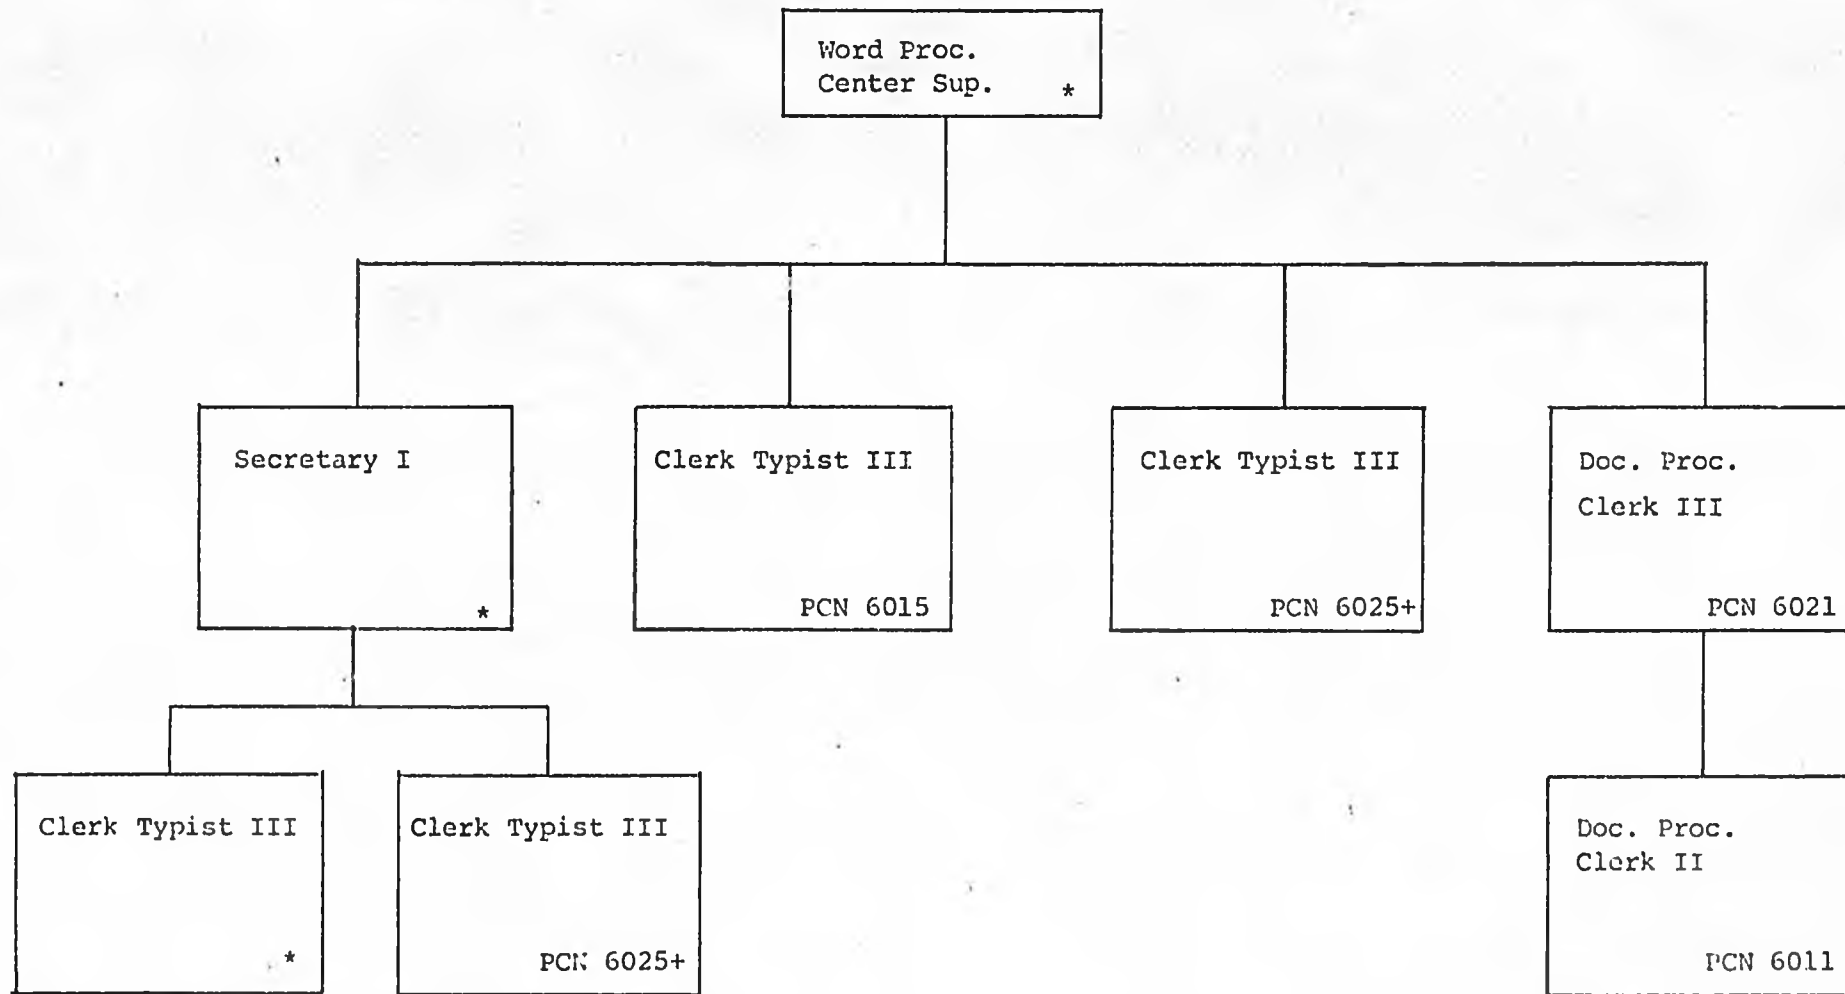 Word Proc.
Center Sup. *
Secretary I
*
Clerk Typist III
PCN 6015
Clerk Typist III
PCN 6025+
Doc. Proc.
Clerk III
PCN 6021
Clerk Typist III
*
Clerk Typist III
PCN 6025+
Doc. Proc.
Clerk II
PCN 6011